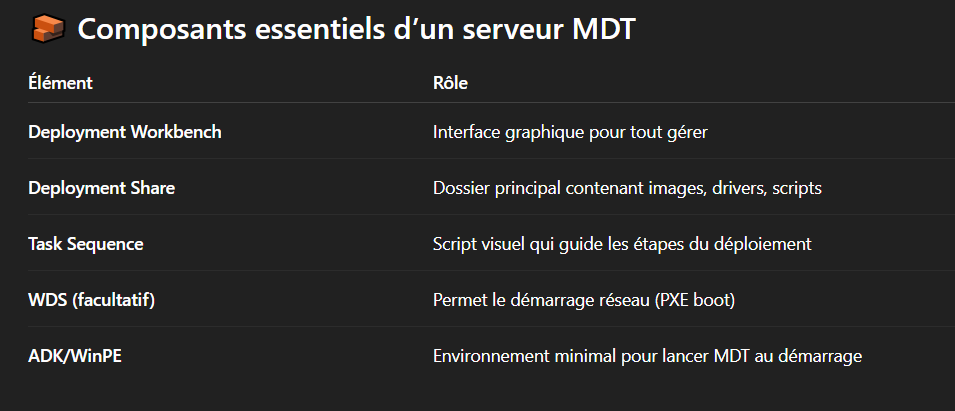 Composants essentiels d’un serveur MDT
Élément Rôle
Deployment Workbench Interface graphique pour tout gérer
Deployment Share Dossier principal contenant images, drivers, scripts
Task Sequence Script visuel qui guide les étapes du déploiement
WDS (facultatif) Permet le démarrage réseau (PXE boot)
ADK/WinPE Environnement minimal pour lancer MDT au démarrage